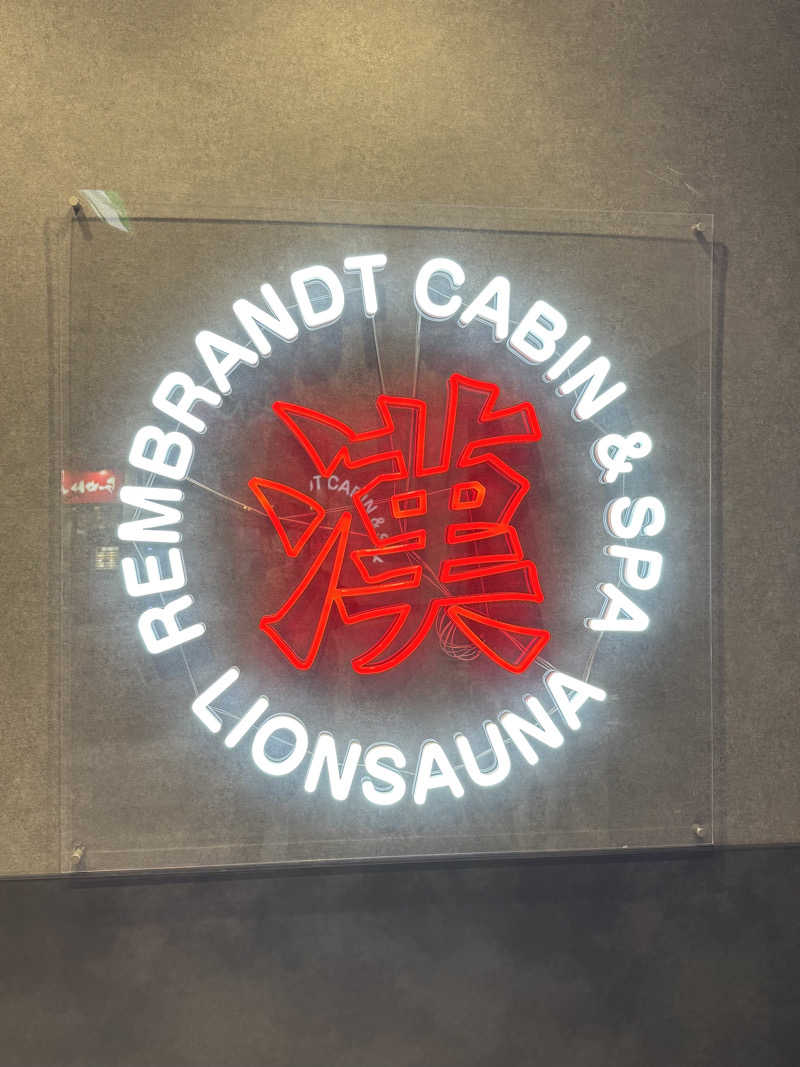 REMBRANDT CABIN & SPA
漢
LIONSAUNA